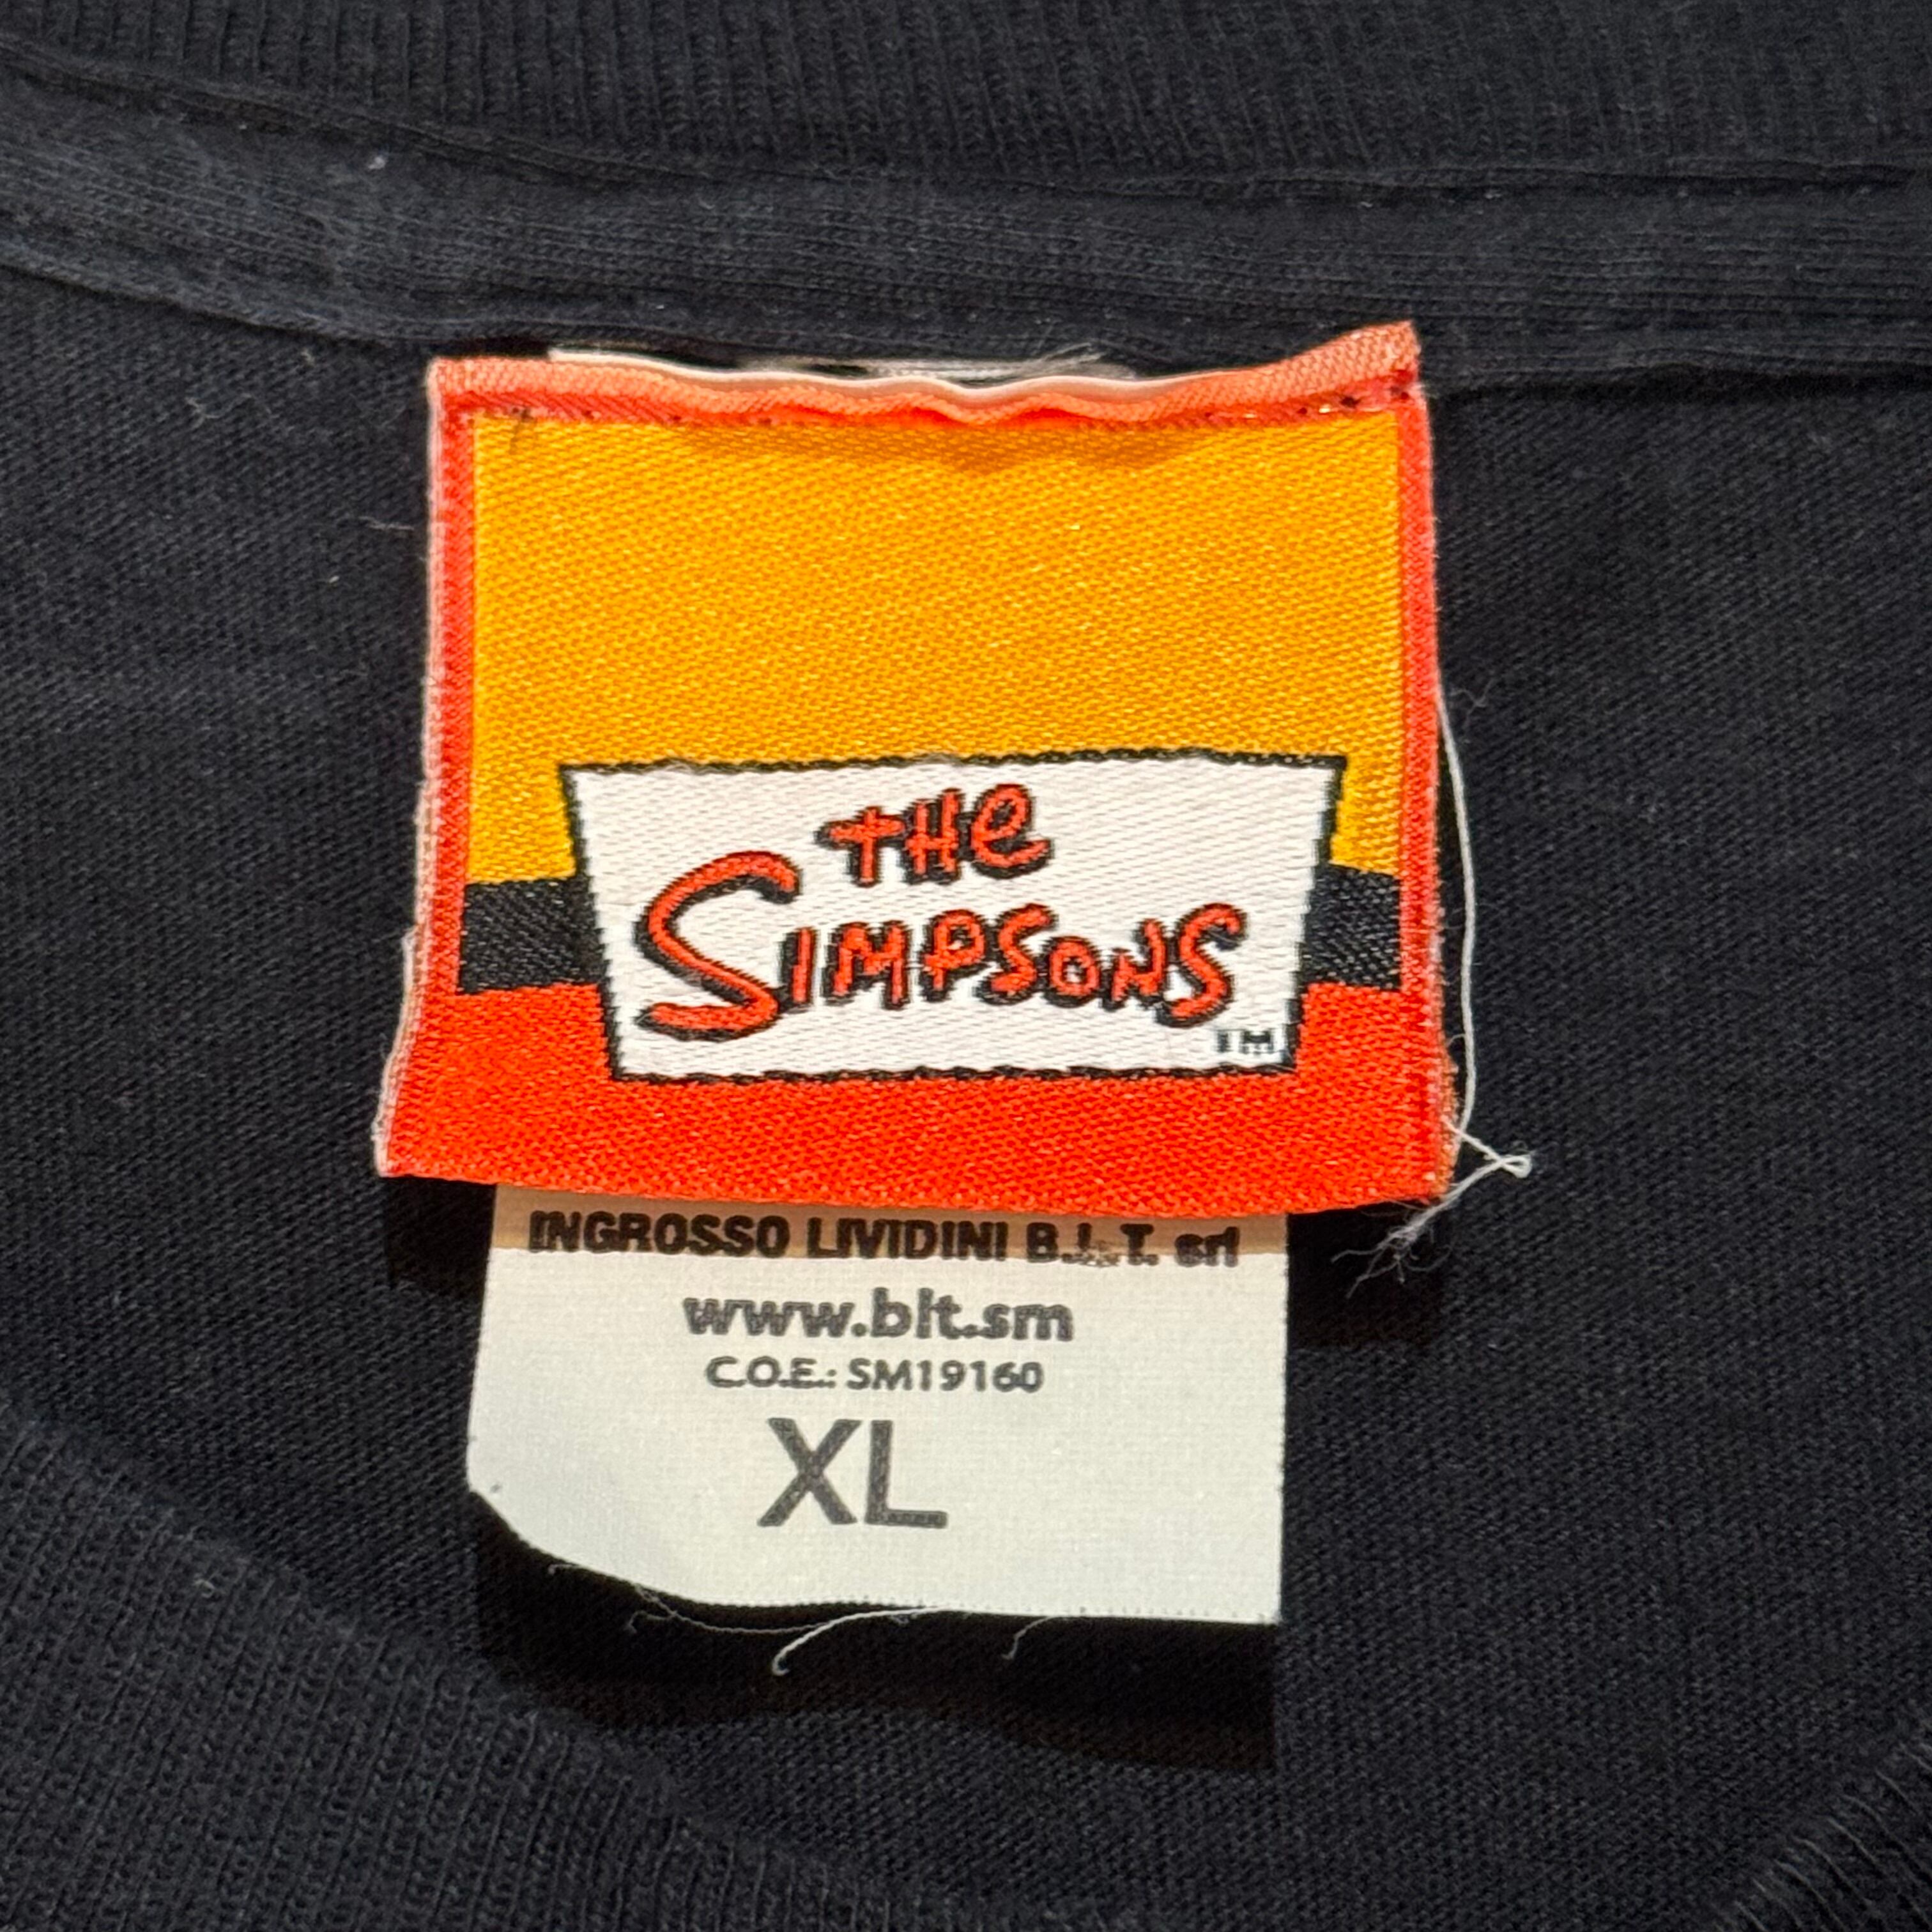 THE
SIMPSONS
TM
INGROSSO LIVIDINI B.L.T. srl
www.blt.sm
C.O.E.: SM19160
XL